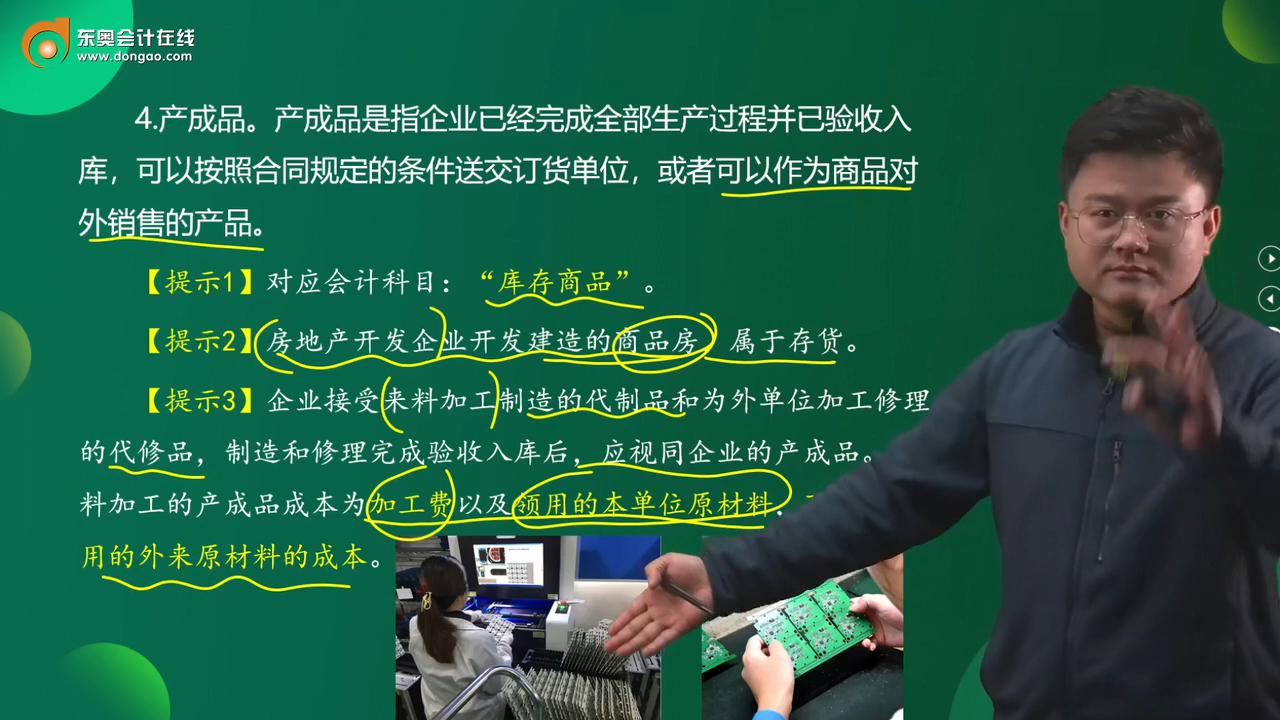 东奥会计在线
www.dongao.com
4.产成品。产成品是指企业已经完成全部生产过程并已验收入
库，可以按照合同规定的条件送交订货单位，或者可以作为商品对
外销售的产品。
【提示1】对应会计科目：“库存商品”。
【提示2】房地产开发企业开发建造的商品房，属于存货。
【提示3】企业接受来料加工制造的代制品和为外单位加工修理
的代修品，制造和修理完成验收入库后，应视同企业的产成品。
料加工的产成品成本为加工费以及领用的本单位原材料，
用的外来原材料的成本。